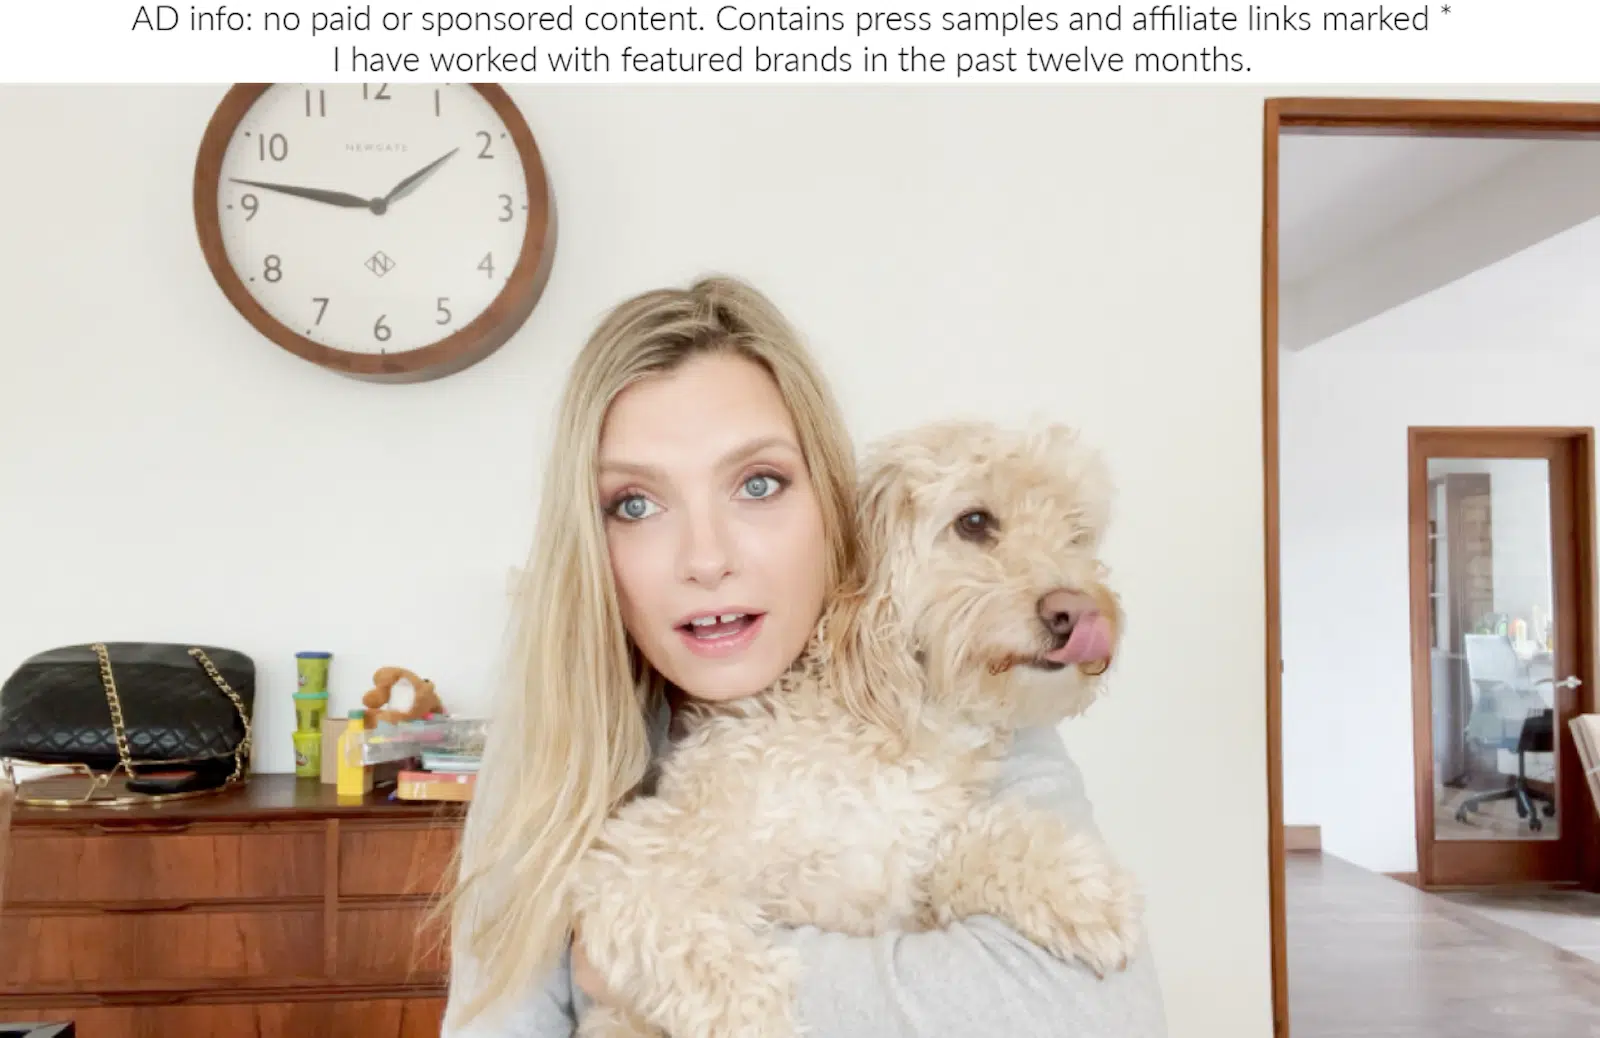 AD info: no paid or sponsored content. Contains press samples and affiliate links marked *
I have worked with featured brands in the past twelve months.
11 12 1
10 NEWGATE 2
9 3
8 N 4
7 5
6